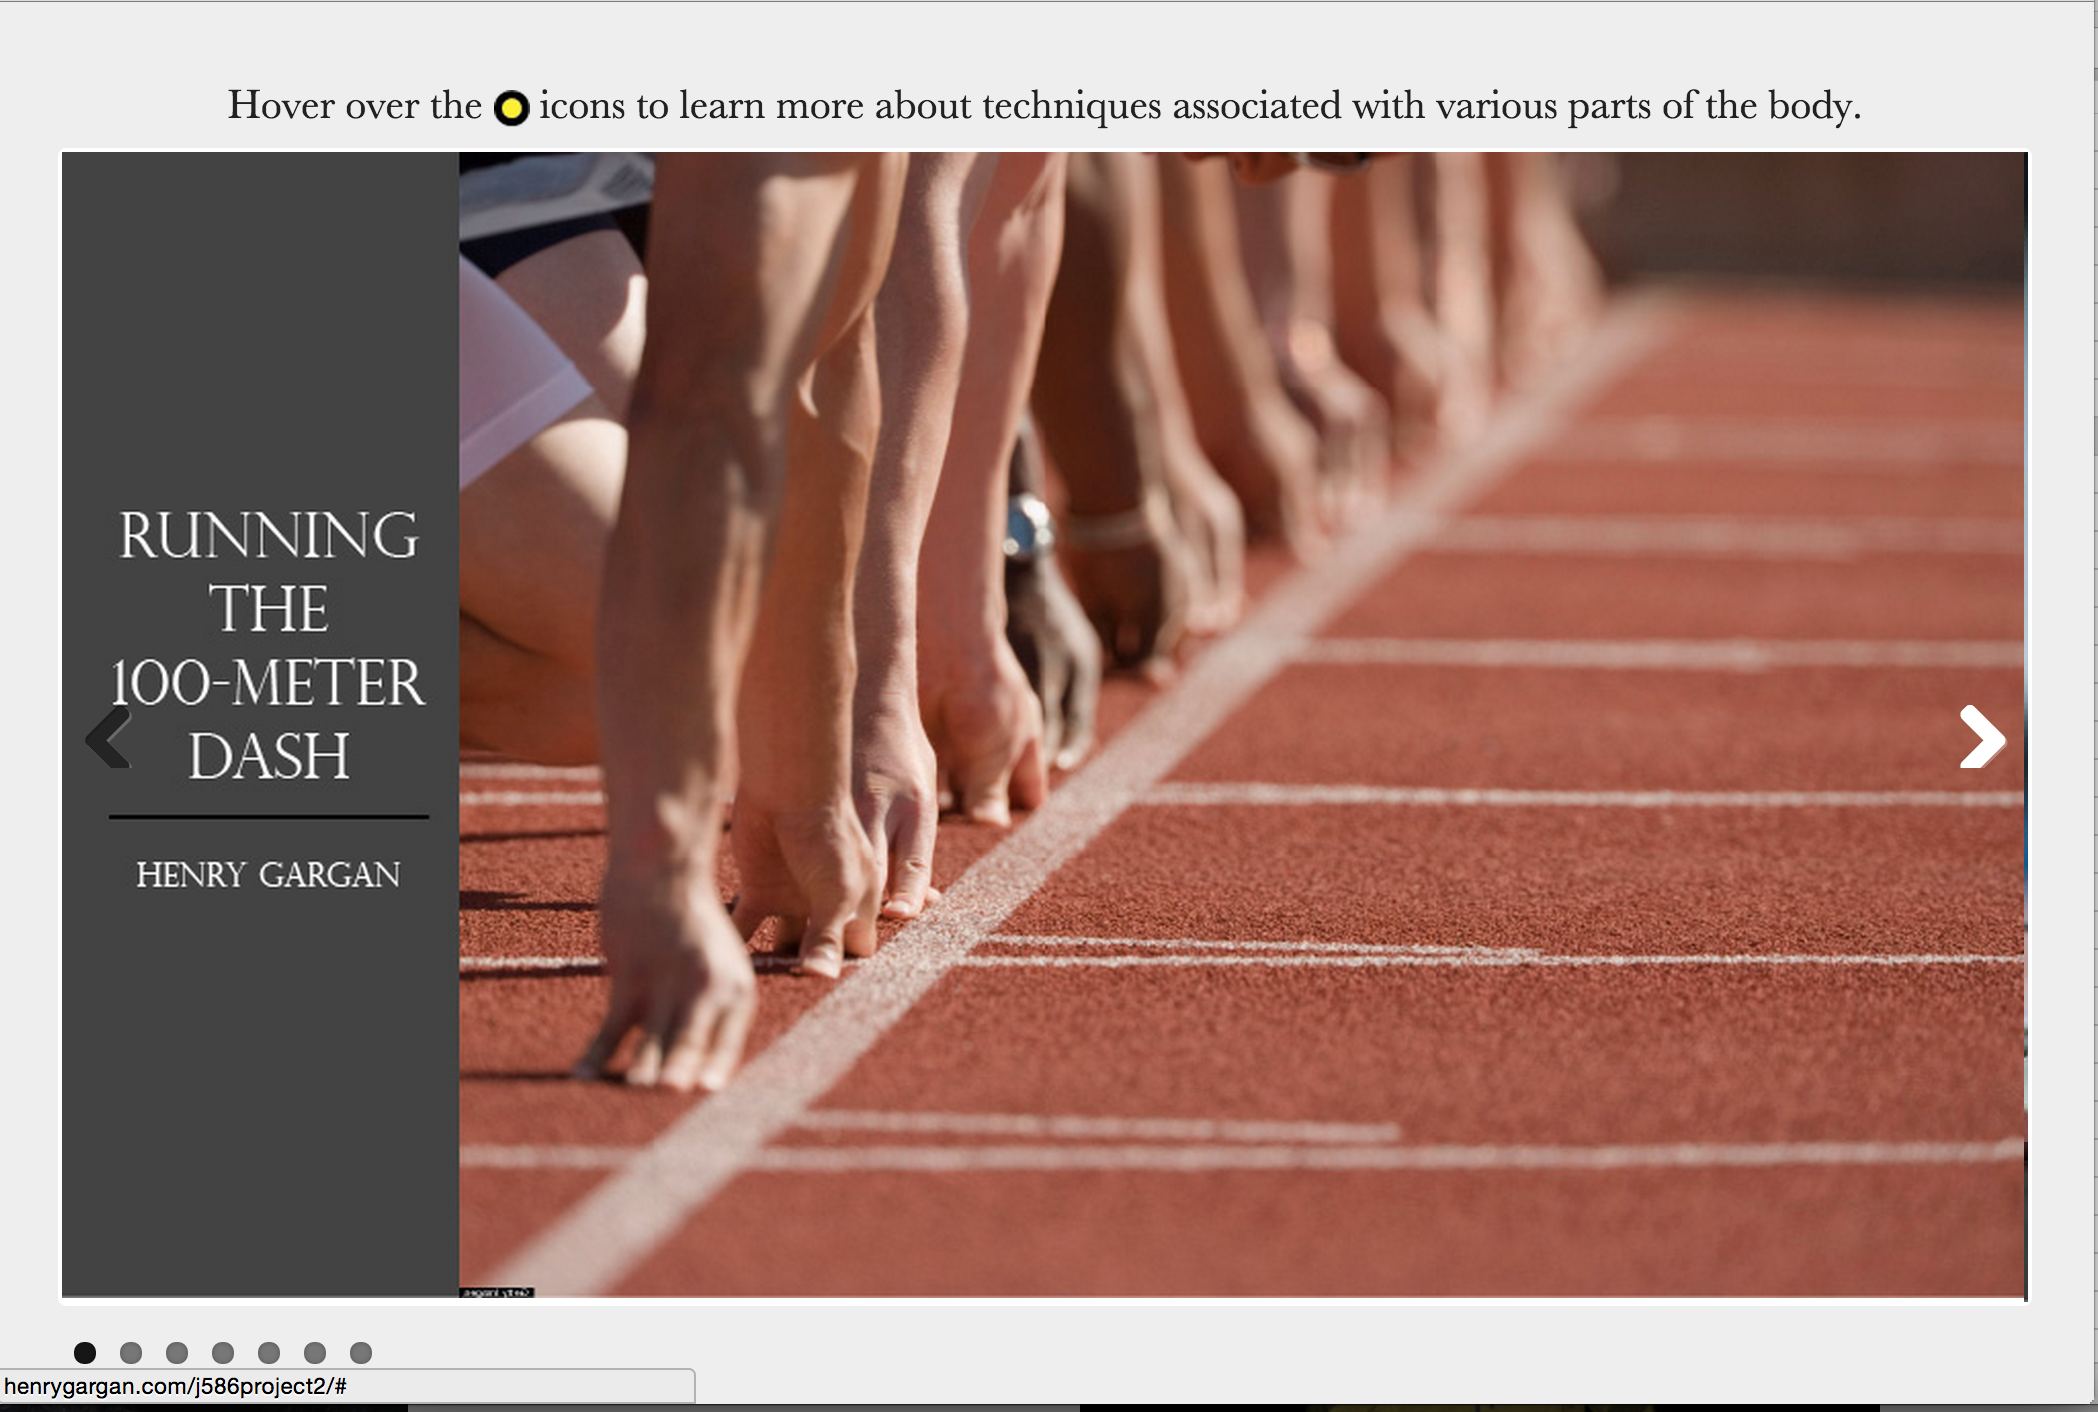 Hover over the icons to learn more about techniques associated with various parts of the body.
RUNNING
THE
100-METER
DASH
HENRY GARGAN
henrygargan.com/j586project2/#